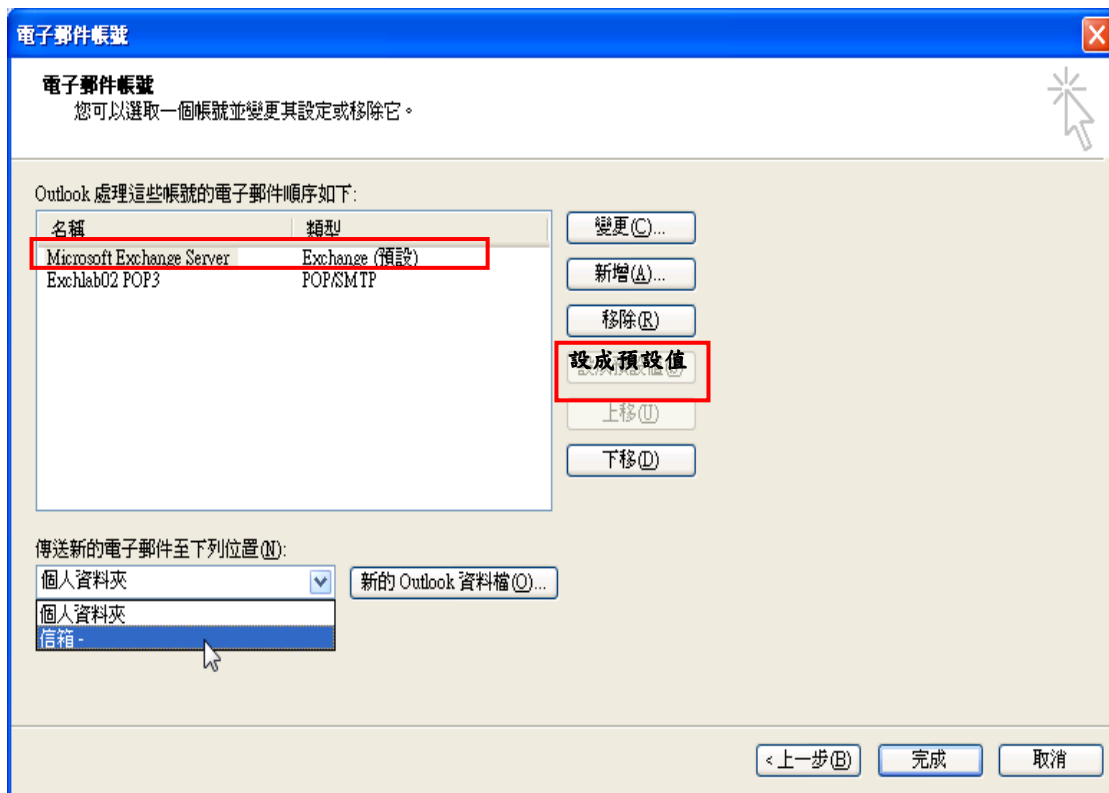 電子郵件帳號
電子郵件帳號
您可以選取一個帳號並變更其設定或移除它。
Outlook 處理這些帳號的電子郵件順序如下:
名稱 類型
Microsoft Exchange Server Exchange (預設)
Exchlab02 POP3 POP/SMTP
變更(C)...
新增(A)...
移除(R)
設成預設值
上移(U)
下移(D)
傳送新的電子郵件至下列位置(N):
個人資料夾 新的 Outlook 資料檔(O)...
個人資料夾
信箱 -
<上一步(B) 完成 取消